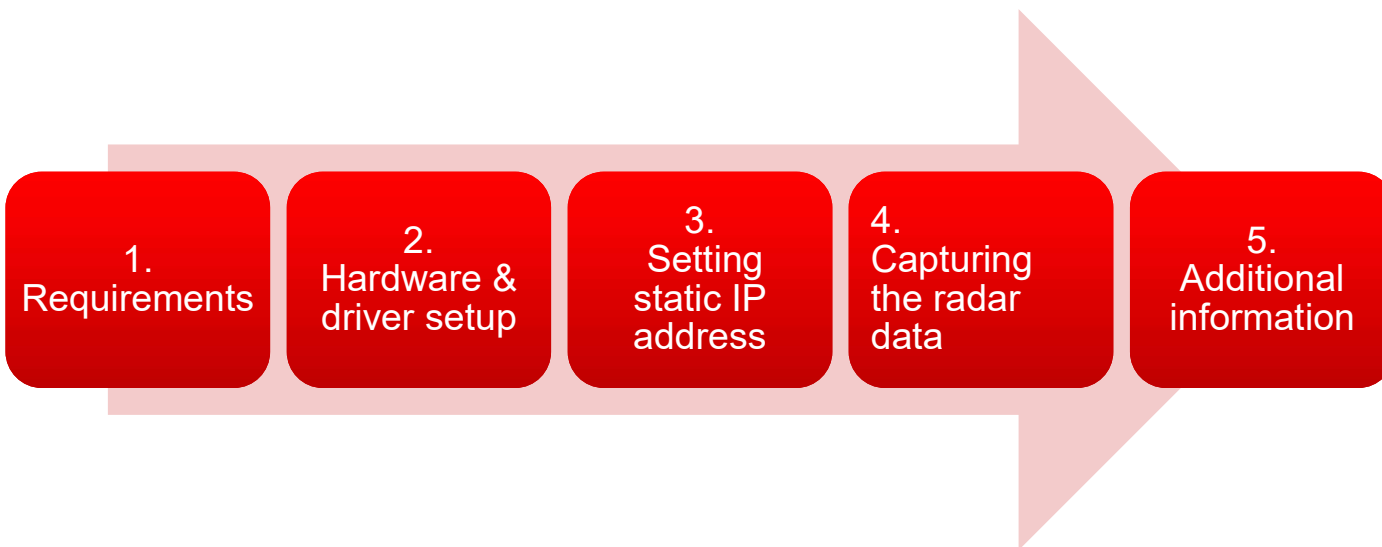 1.
Requirements
2.
Hardware &
driver setup
3.
Setting
static IP
address
4.
Capturing
the radar
data
5.
Additional
information